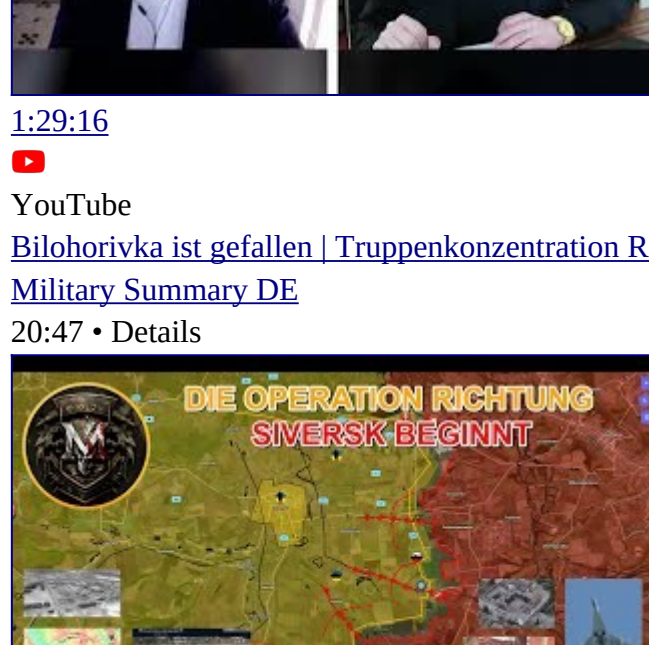 1:29:16
YouTube
Bilohorivka ist gefallen | Truppenkonzentration R
Military Summary DE
20:47 • Details
DIE OPERATION RICHTUNG
SIVERSK BEGINNT